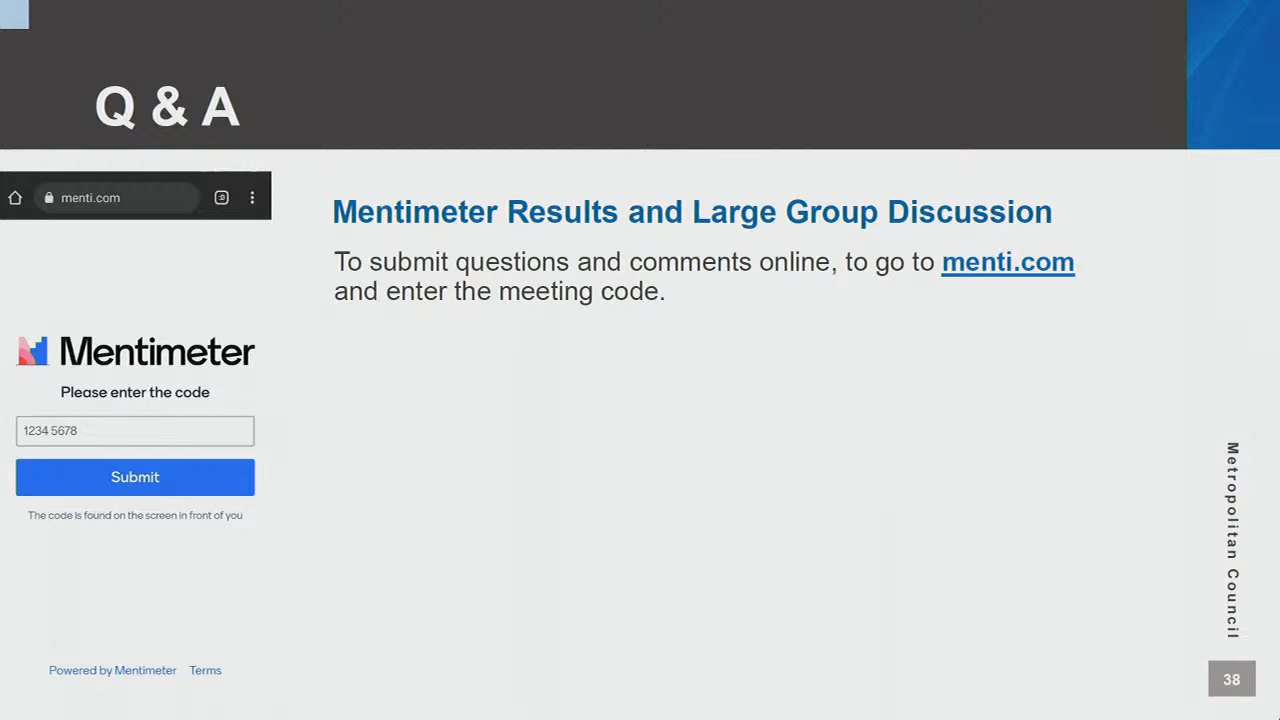 Q & A
menti.com
Mentimeter
Please enter the code
1234 5678
Submit
The code is found on the screen in front of you
Powered by Mentimeter Terms
Mentimeter Results and Large Group Discussion
To submit questions and comments online, to go to menti.com
and enter the meeting code.
Metropolitan Council
38